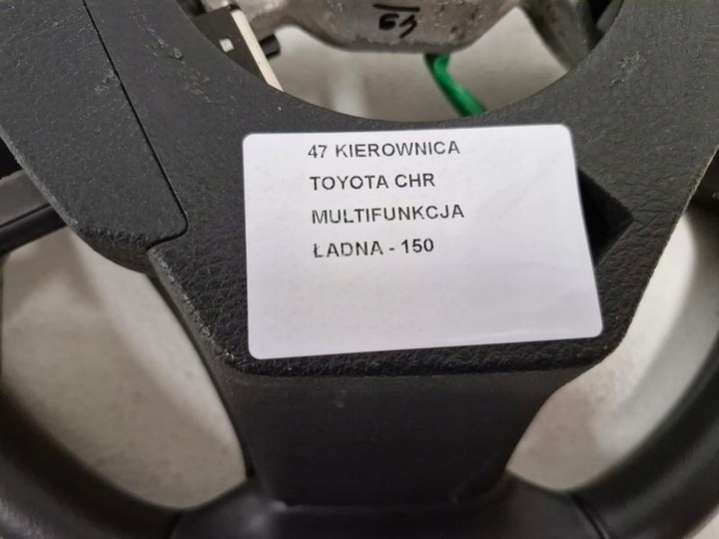 47 KIEROWNICA
TOYOTA CHR
MULTIFUNKCJA
ŁADNA - 150